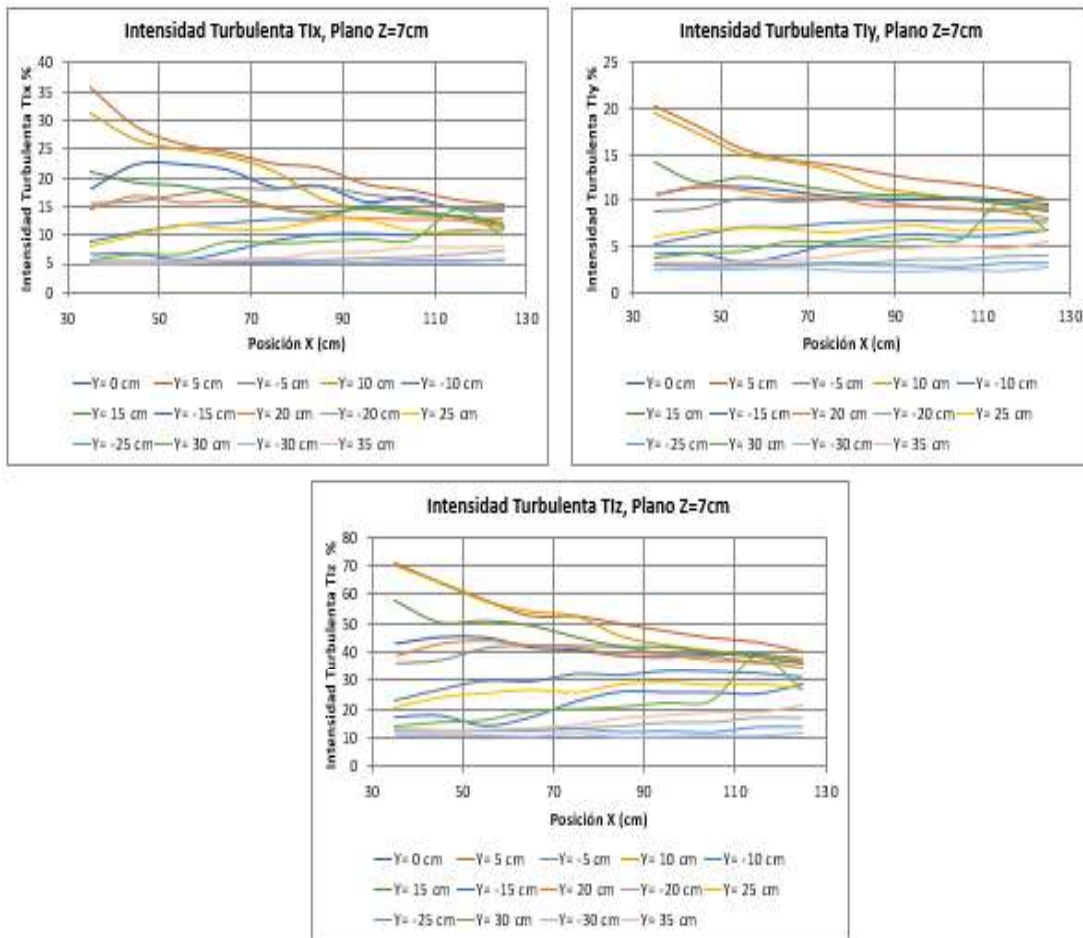 Intensidad Turbulenta TIx, Plano Z=7cm
Intensidad Turbulenta TIx %
40
35
30
25
20
15
10
5
0
30 50 70 90 110 130
Posición X (cm)
Y= 0 cm Y= 5 cm Y= -5 cm Y= 10 cm Y= -10 cm
Y= 15 cm Y= -15 cm Y= 20 cm Y= -20 cm Y= 25 cm
Y= -25 cm Y= 30 cm Y= -30 cm Y= 35 cm
Intensidad Turbulenta TIy, Plano Z=7cm
Intensidad Turbulenta TIy %
25
20
15
10
5
0
30 50 70 90 110 130
Posición X (cm)
Y= 0 cm Y= 5 cm Y= -5 cm Y= 10 cm Y= -10 cm
Y= 15 cm Y= -15 cm Y= 20 cm Y= -20 cm Y= 25 cm
Y= -25 cm Y= 30 cm Y= -30 cm Y= 35 cm
Intensidad Turbulenta TIz, Plano Z=7cm
Intensidad Turbulenta TIz %
80
70
60
50
40
30
20
10
0
30 50 70 90 110 130
Posición X (cm)
Y= 0 cm Y= 5 cm Y= -5 cm Y= 10 cm Y= -10 cm
Y= 15 cm Y= -15 cm Y= 20 cm Y= -20 cm Y= 25 cm
Y= -25 cm Y= 30 cm Y= -30 cm Y= 35 cm